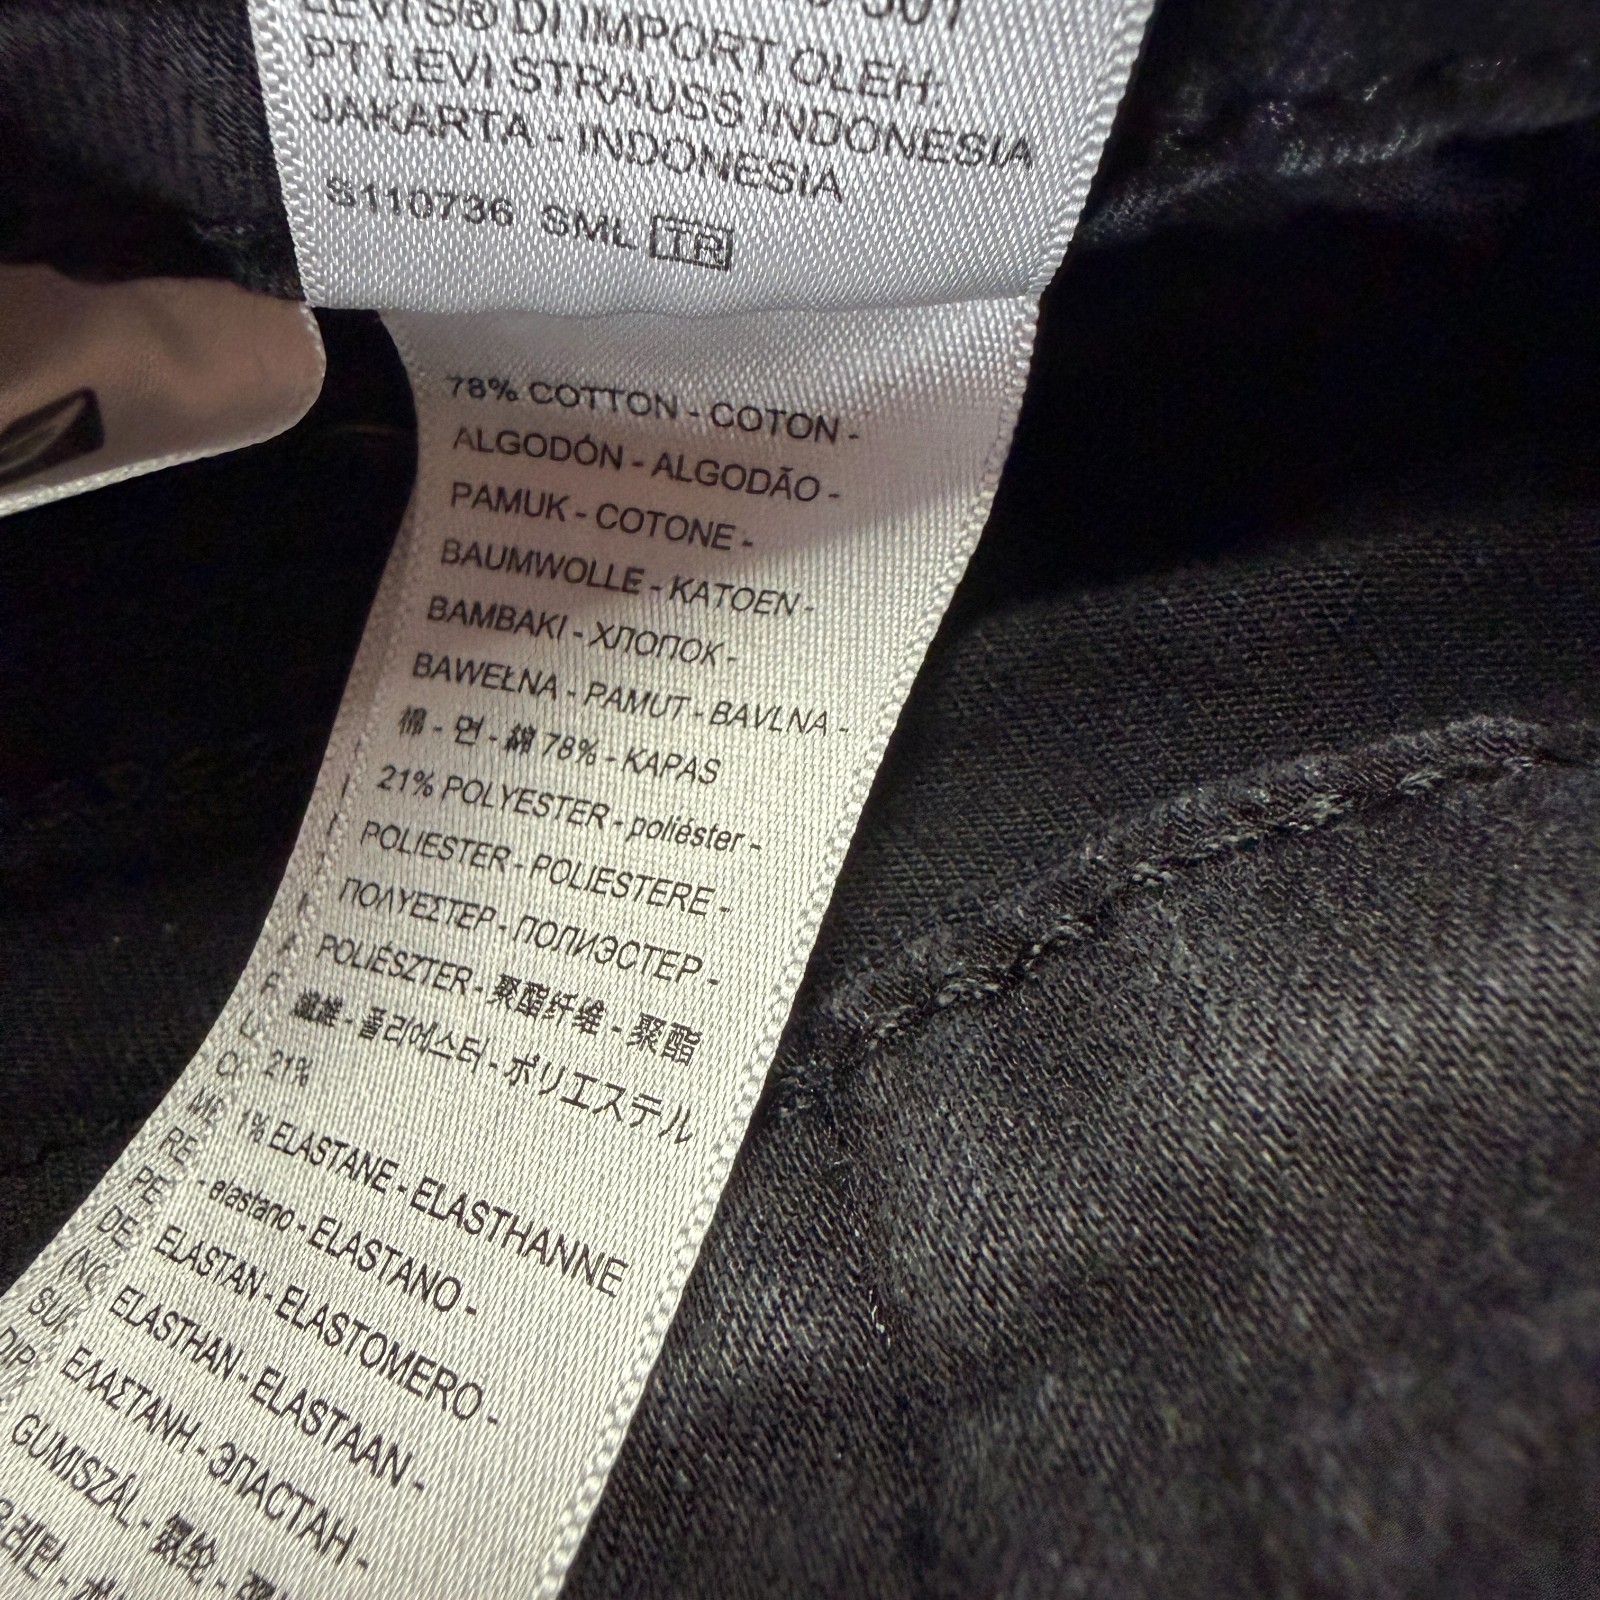 LEVI'S® DI IMPORT OLEH:
PT LEVI STRAUSS INDONESIA
JAKARTA - INDONESIA
S110736 SML TR
78% COTTON - COTON -
ALGODÓN - ALGODÃO -
PAMUK - COTONE -
BAUMWOLLE - KATOEN -
BAMBAKI - ХЛОПОК -
BAWEŁNA - PAMUT - BAVLNA -
棉 - 면 - 綿 78% - KAPAS
21% POLYESTER - poliéster -
POLIESTER - POLIESTERE -
ΠΟΛΥΕΣΤΕΡ - ПОЛИЭСТЕР -
POLIÉSZTER - 聚酯纤维 - 聚酯
纖維 - 폴리에스터 - ポリエステル
21%
1% ELASTANE - ELASTHANNE
- elastano - ELASTANO -
ELASTAN - ELASTOMERO -
ELASTHAN - ELASTAAN -
ΕΛΑΣΤΑΝΗ - ЭЛАСТАН -
GUMISZÁL -